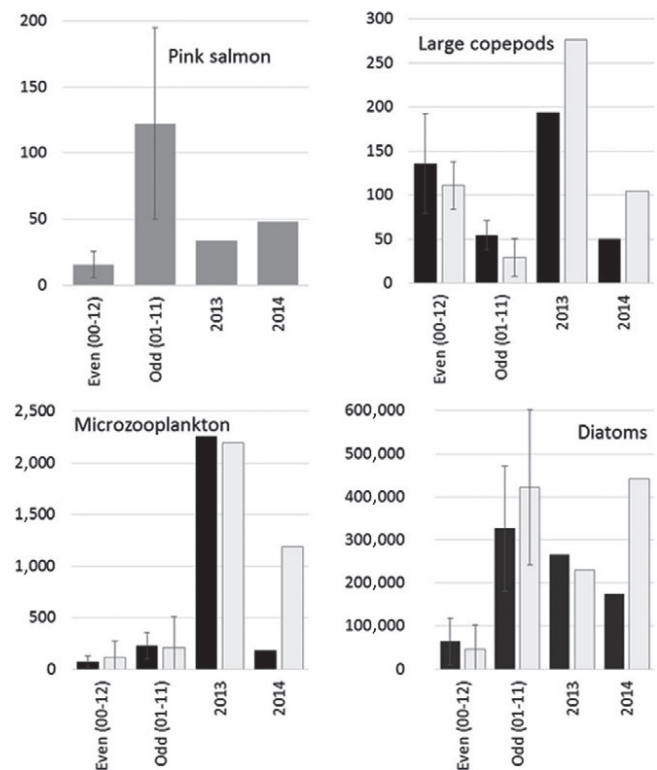 Pink salmon
200
150
100
50
0
Even (00-12)
Odd (01-11)
2013
2014
Large copepods
300
250
200
150
100
50
0
Even (00-12)
Odd (01-11)
2013
2014
Microzooplankton
2,500
2,000
1,500
1,000
500
0
Even (00-12)
Odd (01-11)
2013
2014
Diatoms
600,000
500,000
400,000
300,000
200,000
100,000
0
Even (00-12)
Odd (01-11)
2013
2014